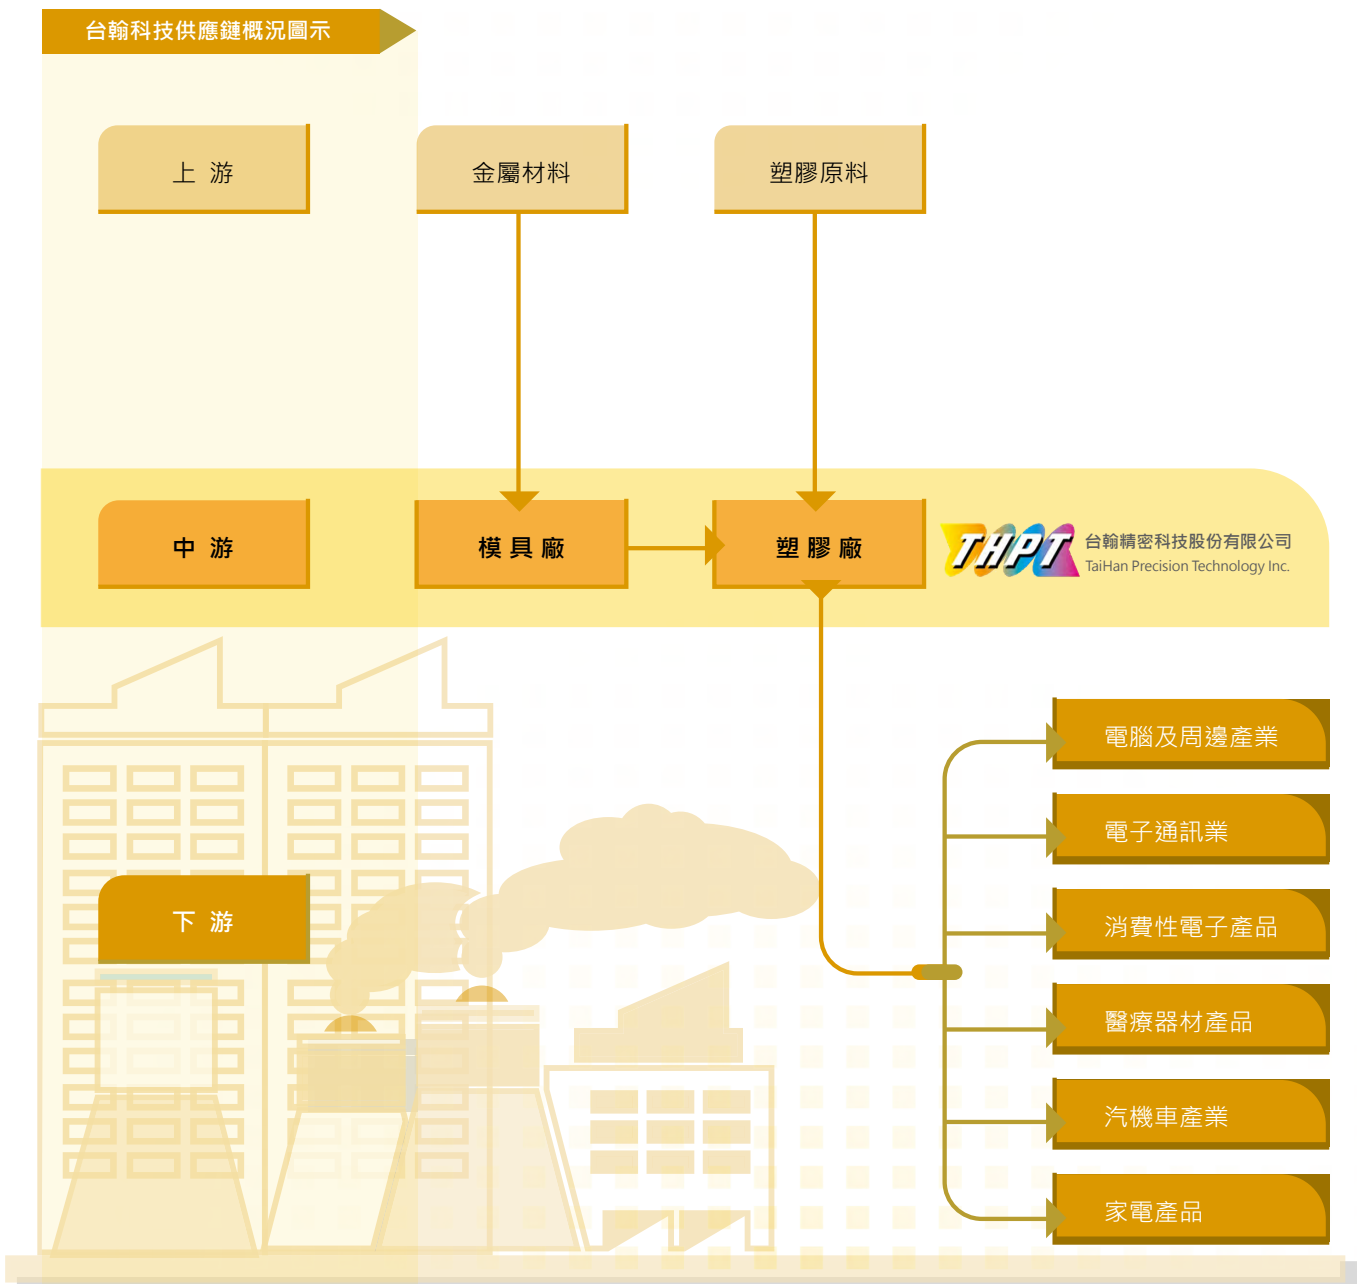 台翰科技供應鏈概況圖示
上 游
金屬材料
塑膠原料
中 游
模具廠
塑膠廠
THPT
台翰精密科技股份有限公司
TaiHan Precision Technology Inc.
電腦及周邊產業
電子通訊業
下 游
消費性電子產品
醫療器材產品
汽機車產業
家電產品